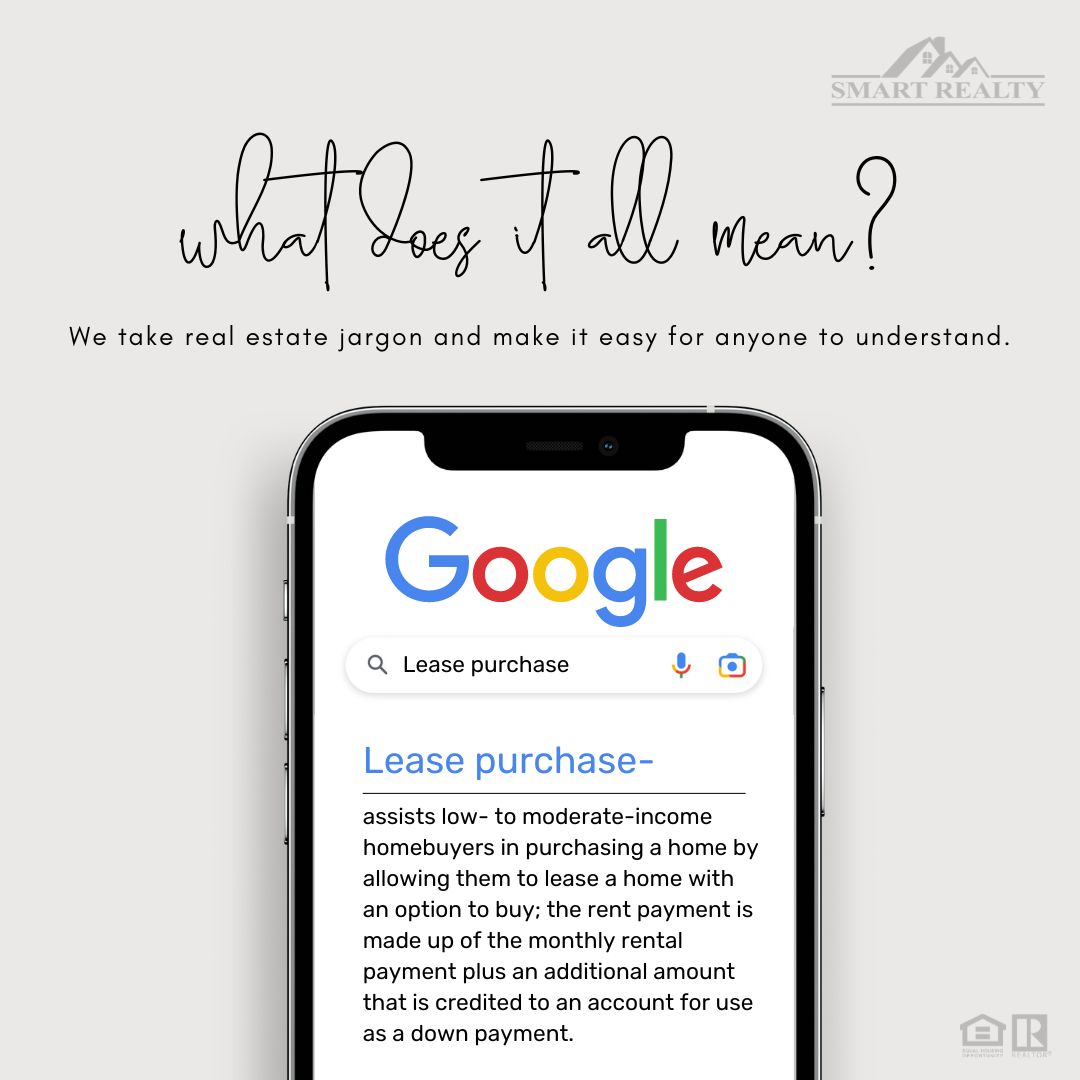 SMART REALTY
what does it all mean?
We take real estate jargon and make it easy for anyone to understand.
Google
Lease purchase
Lease purchase-
assists low- to moderate-income
homebuyers in purchasing a home by
allowing them to lease a home with
an option to buy; the rent payment is
made up of the monthly rental
payment plus an additional amount
that is credited to an account for use
as a down payment.
EQUAL HOUSING
OPPORTUNITY
R
REALTOR®